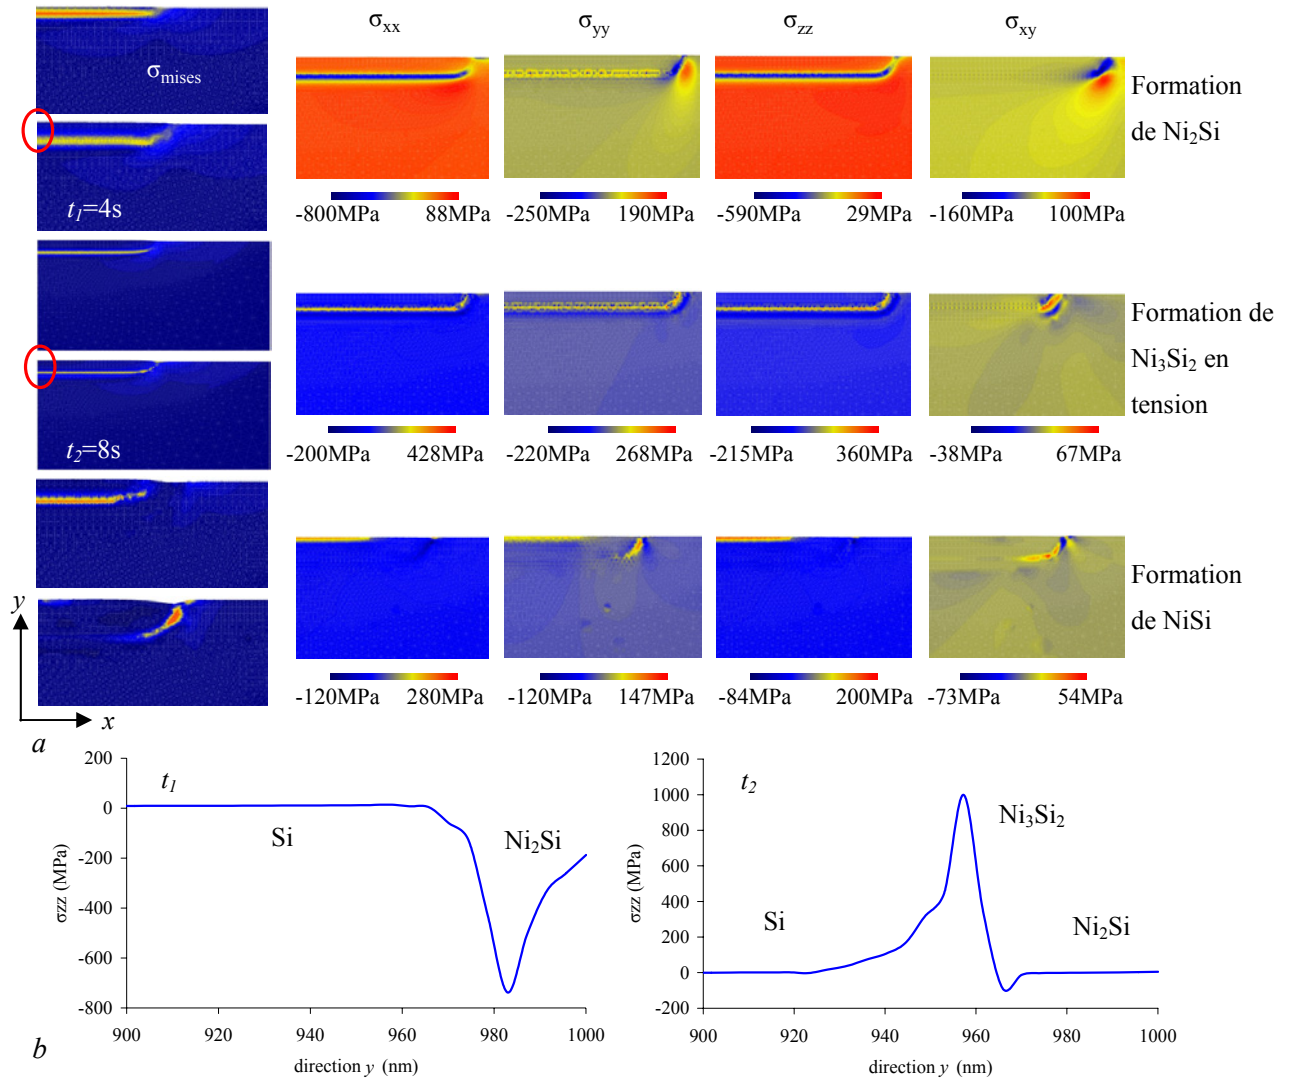 σxx σyy σzz σxy
σmises
Formation
de Ni2Si
t1=4s
-800MPa 88MPa -250MPa 190MPa -590MPa 29MPa -160MPa 100MPa
Formation de
Ni3Si2 en
tension
t2=8s
-200MPa 428MPa -220MPa 268MPa -215MPa 360MPa -38MPa 67MPa
Formation
de NiSi
y
x
-120MPa 280MPa -120MPa 147MPa -84MPa 200MPa -73MPa 54MPa
a
200
0
-200
-400
-600
-800
σzz (MPa)
t1
Si
Ni2Si
900 920 940 960 980 1000
direction y (nm)
1200
1000
800
600
400
200
0
-200
σzz (MPa)
t2
Ni3Si2
Si
Ni2Si
900 920 940 960 980 1000
direction y (nm)
b